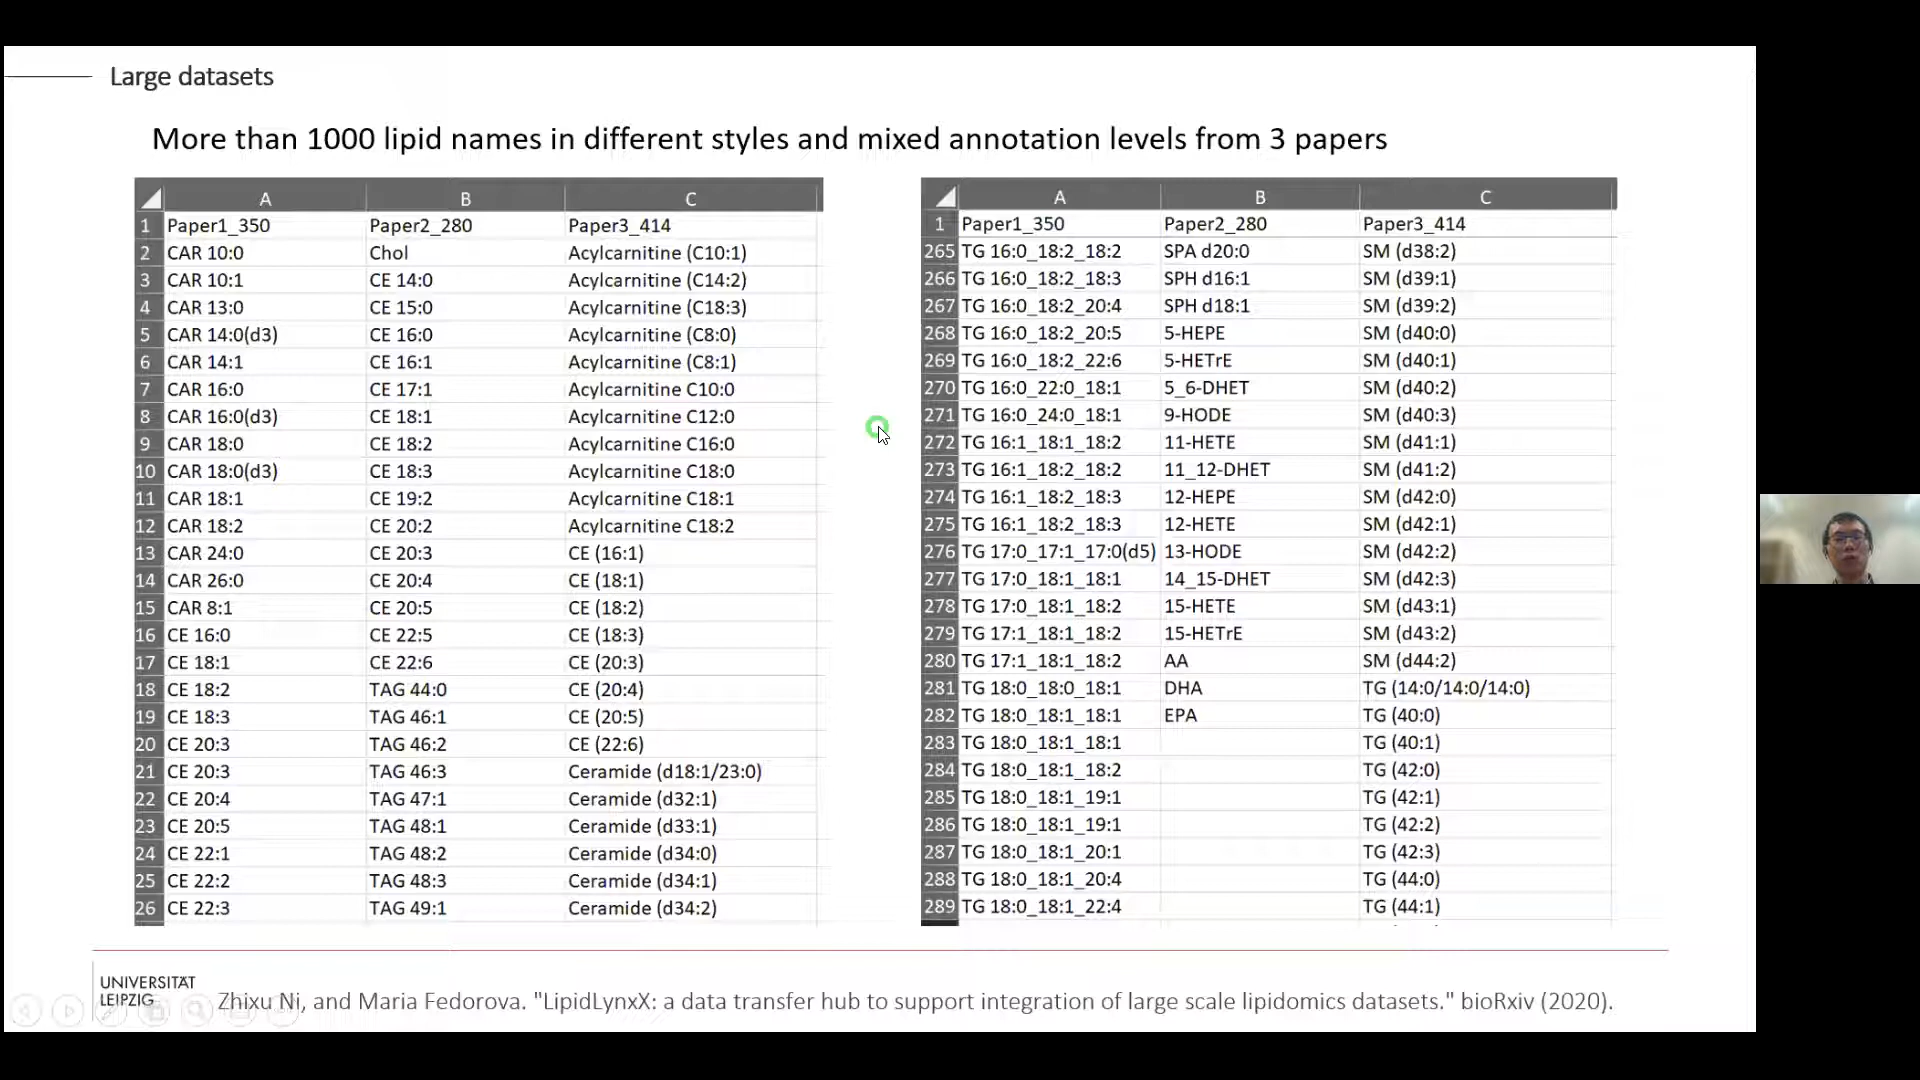 Large datasets
More than 1000 lipid names in different styles and mixed annotation levels from 3 papers
A B C
1 Paper1_350 Paper2_280 Paper3_414
2 CAR 10:0 Chol Acylcarnitine (C10:1)
3 CAR 10:1 CE 14:0 Acylcarnitine (C14:2)
4 CAR 13:0 CE 15:0 Acylcarnitine (C18:3)
5 CAR 14:0(d3) CE 16:0 Acylcarnitine (C8:0)
6 CAR 14:1 CE 16:1 Acylcarnitine (C8:1)
7 CAR 16:0 CE 17:1 Acylcarnitine C10:0
8 CAR 16:0(d3) CE 18:1 Acylcarnitine C12:0
9 CAR 18:0 CE 18:2 Acylcarnitine C16:0
10 CAR 18:0(d3) CE 18:3 Acylcarnitine C18:0
11 CAR 18:1 CE 19:2 Acylcarnitine C18:1
12 CAR 18:2 CE 20:2 Acylcarnitine C18:2
13 CAR 24:0 CE 20:3 CE (16:1)
14 CAR 26:0 CE 20:4 CE (18:1)
15 CAR 8:1 CE 20:5 CE (18:2)
16 CE 16:0 CE 22:5 CE (18:3)
17 CE 18:1 CE 22:6 CE (20:3)
18 CE 18:2 TAG 44:0 CE (20:4)
19 CE 18:3 TAG 46:1 CE (20:5)
20 CE 20:3 TAG 46:2 CE (22:6)
21 CE 20:3 TAG 46:3 Ceramide (d18:1/23:0)
22 CE 20:4 TAG 47:1 Ceramide (d32:1)
23 CE 20:5 TAG 48:1 Ceramide (d33:1)
24 CE 22:1 TAG 48:2 Ceramide (d34:0)
25 CE 22:2 TAG 48:3 Ceramide (d34:1)
26 CE 22:3 TAG 49:1 Ceramide (d34:2)
A B C
1 Paper1_350 Paper2_280 Paper3_414
265 TG 16:0_18:2_18:2 SPA d20:0 SM (d38:2)
266 TG 16:0_18:2_18:3 SPH d16:1 SM (d39:1)
267 TG 16:0_18:2_20:4 SPH d18:1 SM (d39:2)
268 TG 16:0_18:2_20:5 5-HEPE SM (d40:0)
269 TG 16:0_18:2_22:6 5-HETrE SM (d40:1)
270 TG 16:0_22:0_18:1 5_6-DHET SM (d40:2)
271 TG 16:0_24:0_18:1 9-HODE SM (d40:3)
272 TG 16:1_18:1_18:2 11-HETE SM (d41:1)
273 TG 16:1_18:2_18:2 11_12-DHET SM (d41:2)
274 TG 16:1_18:2_18:3 12-HEPE SM (d42:0)
275 TG 16:1_18:2_18:3 12-HETE SM (d42:1)
276 TG 17:0_17:1_17:0(d5) 13-HODE SM (d42:2)
277 TG 17:0_18:1_18:1 14_15-DHET SM (d42:3)
278 TG 17:0_18:1_18:2 15-HETE SM (d43:1)
279 TG 17:1_18:1_18:2 15-HETrE SM (d43:2)
280 TG 17:1_18:1_18:2 AA SM (d44:2)
281 TG 18:0_18:0_18:1 DHA TG (14:0/14:0/14:0)
282 TG 18:0_18:1_18:1 EPA TG (40:0)
283 TG 18:0_18:1_18:1 TG (40:1)
284 TG 18:0_18:1_18:2 TG (42:0)
285 TG 18:0_18:1_19:1 TG (42:1)
286 TG 18:0_18:1_19:1 TG (42:2)
287 TG 18:0_18:1_20:1 TG (42:3)
288 TG 18:0_18:1_20:4 TG (44:0)
289 TG 18:0_18:1_22:4 TG (44:1)
UNIVERSITÄT
LEIPZIG
Zhixu Ni, and Maria Fedorova. "LipidLynxX: a data transfer hub to support integration of large scale lipidomics datasets." bioRxiv (2020).